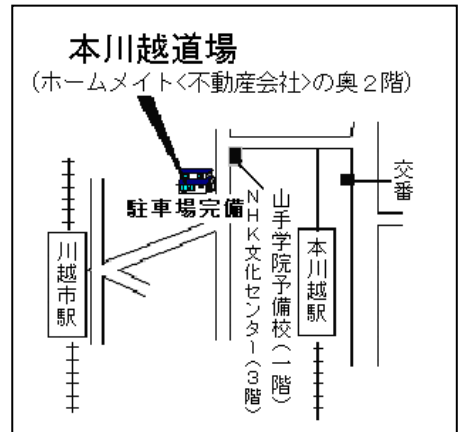 本川越道場
(ホームメイト<不動産会社>の奥２階)
交番
駐車場完備
川越市駅
本川越駅
山手学院予備校(一階)
ＮＨＫ文化センター(３階)